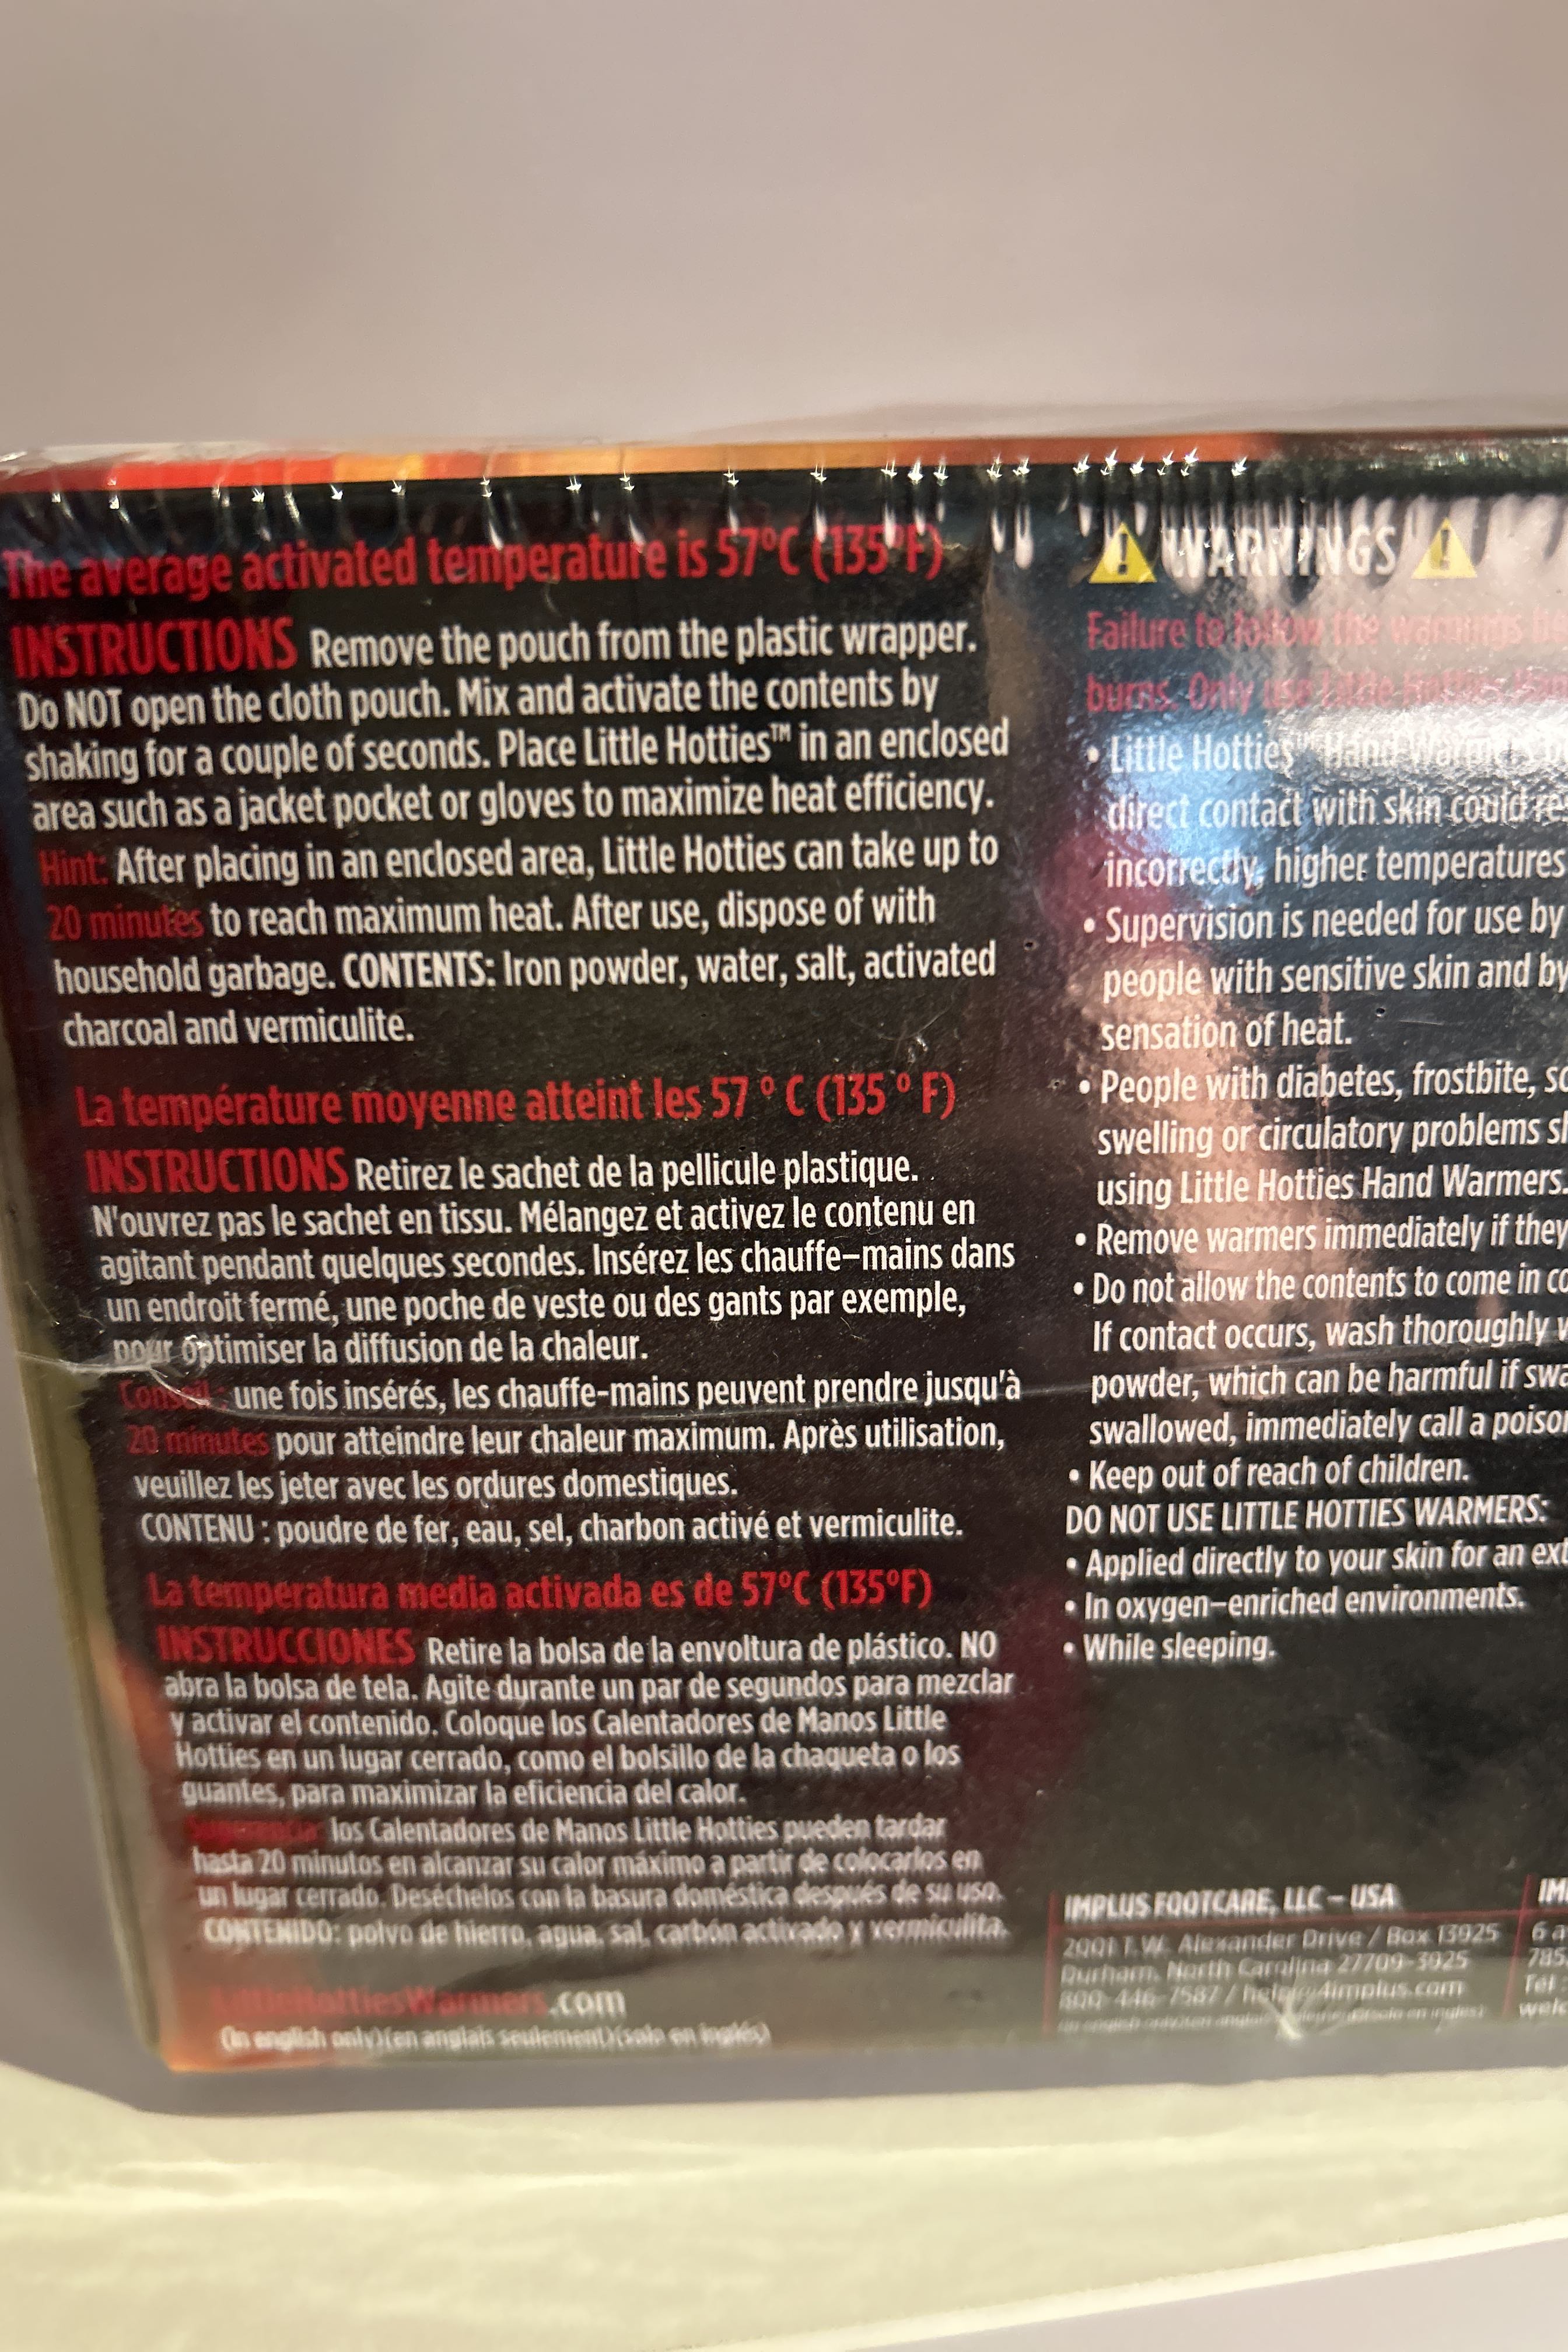 The average activated temperature is 57°C (135°F)
INSTRUCTIONS Remove the pouch from the plastic wrapper.
Do NOT open the cloth pouch. Mix and activate the contents by
shaking for a couple of seconds. Place Little Hotties™ in an enclosed
area such as a jacket pocket or gloves to maximize heat efficiency.
Hint: After placing in an enclosed area, Little Hotties can take up to
20 minutes to reach maximum heat. After use, dispose of with
household garbage. CONTENTS: Iron powder, water, salt, activated
charcoal and vermiculite.
La température moyenne atteint les 57 ° C (135 ° F)
INSTRUCTIONS Retirez le sachet de la pellicule plastique.
N'ouvrez pas le sachet en tissu. Mélangez et activez le contenu en
agitant pendant quelques secondes. Insérez les chauffe–mains dans
un endroit fermé, une poche de veste ou des gants par exemple,
pour optimiser la diffusion de la chaleur.
Conseil : une fois insérés, les chauffe-mains peuvent prendre jusqu'à
20 minutes pour atteindre leur chaleur maximum. Après utilisation,
veuillez les jeter avec les ordures domestiques.
CONTENU : poudre de fer, eau, sel, charbon activé et vermiculite.
La temperatura media activada es de 57°C (135°F)
INSTRUCCIONES Retire la bolsa de la envoltura de plástico. NO
abra la bolsa de tela. Agite durante un par de segundos para mezclar
y activar el contenido. Coloque los Calentadores de Manos Little
Hotties en un lugar cerrado, como el bolsillo de la chaqueta o los
guantes, para maximizar la eficiencia del calor.
Sugerencia: los Calentadores de Manos Little Hotties pueden tardar
hasta 20 minutos en alcanzar su calor máximo a partir de colocarlos en
un lugar cerrado. Deséchelos con la basura doméstica después de su uso.
CONTENIDO: polvo de hierro, agua, sal, carbón activado y vermiculita.
LittleHottiesWarmers.com
(in english only)(en anglais seulement)(solo en inglés)
WARNINGS
Failure to follow the warnings
burns. Only use Little Hotties
• Little Hotties™ Hand Warmers
direct contact with skin could
incorrectly, higher temperatures
• Supervision is needed for use by
people with sensitive skin and by
sensation of heat.
• People with diabetes, frostbite,
swelling or circulatory problems
using Little Hotties Hand Warmers.
• Remove warmers immediately if they
• Do not allow the contents to come in
If contact occurs, wash thoroughly
powder, which can be harmful if
swallowed, immediately call a
• Keep out of reach of children.
DO NOT USE LITTLE HOTTIES WARMERS:
• Applied directly to your skin for an
• In oxygen–enriched environments.
• While sleeping.
IMPLUS FOOTCARE, LLC – USA
2001 T.W. Alexander Drive / Box 13925
Durham, North Carolina 27709-3925
800-446-7587 / help@4implus.com
6
785
Tél :